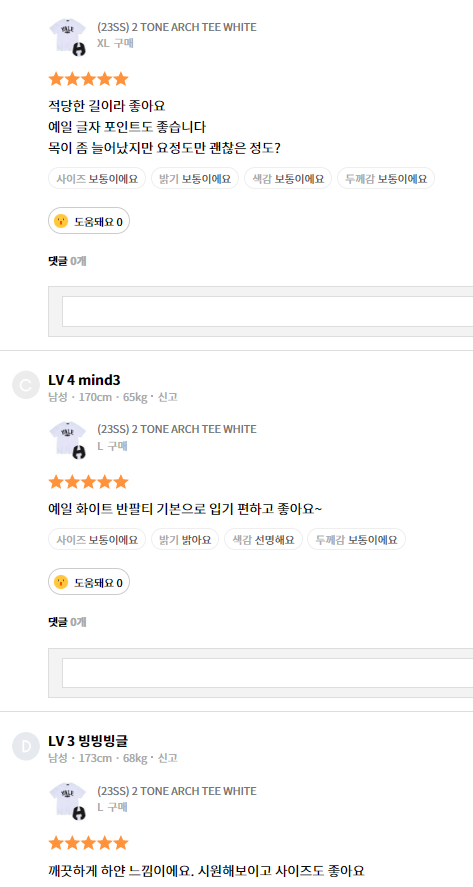 (23SS) 2 TONE ARCH TEE WHITE
XL 구매
적당한 길이라 좋아요
예일 글자 포인트도 좋습니다
목이 좀 늘어났지만 요정도만 괜찮은 정도?
사이즈 보통이에요 밝기 보통이에요 색감 보통이에요 두께감 보통이에요
도움돼요 0
댓글 0개
C LV 4 mind3
남성 · 170cm · 65kg · 신고
(23SS) 2 TONE ARCH TEE WHITE
L 구매
예일 화이트 반팔티 기본으로 입기 편하고 좋아요~
사이즈 보통이에요 밝기 밝아요 색감 선명해요 두께감 보통이에요
도움돼요 0
댓글 0개
D LV 3 빙빙빙글
남성 · 173cm · 68kg · 신고
(23SS) 2 TONE ARCH TEE WHITE
L 구매
깨끗하게 하얀 느낌이에요. 시원해보이고 사이즈도 좋아요